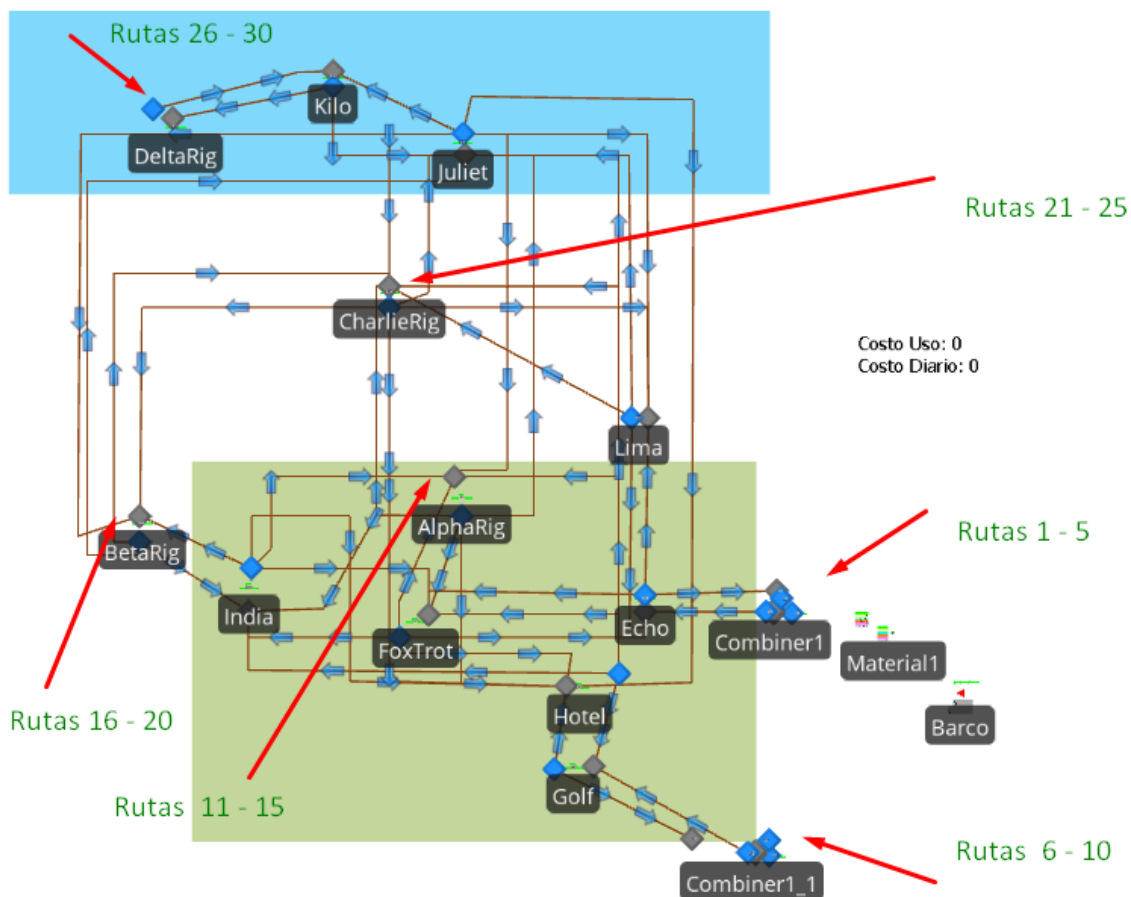 Rutas 26 - 30
Kilo
DeltaRig
Juliet
Rutas 21 - 25
CharlieRig
Costo Uso: 0
Costo Diario: 0
Lima
AlphaRig
BetaRig
Rutas 1 - 5
India
FoxTrot
Echo
Combiner1
Material1
Rutas 16 - 20
Hotel
Barco
Golf
Rutas 11 - 15
Rutas 6 - 10
Combiner1_1